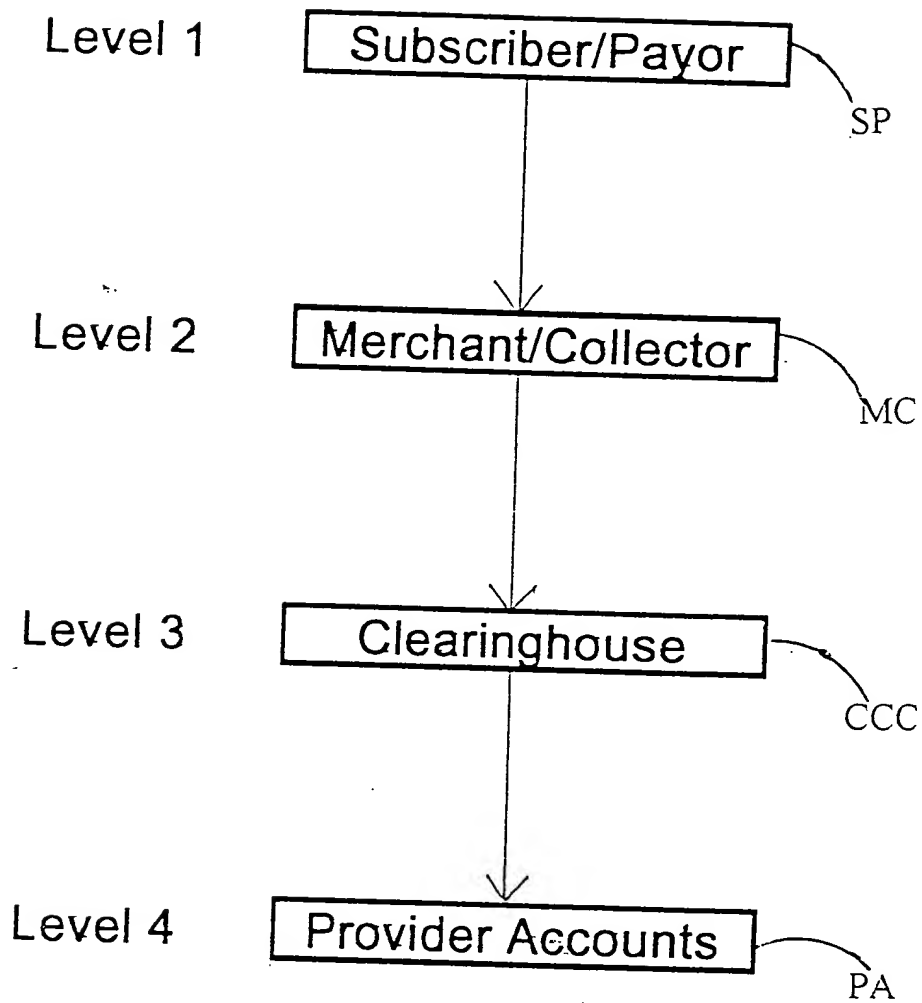 Level 1 Subscriber/Payor
SP
Level 2 Merchant/Collector
MC
Level 3 Clearinghouse
CCC
Level 4 Provider Accounts
PA